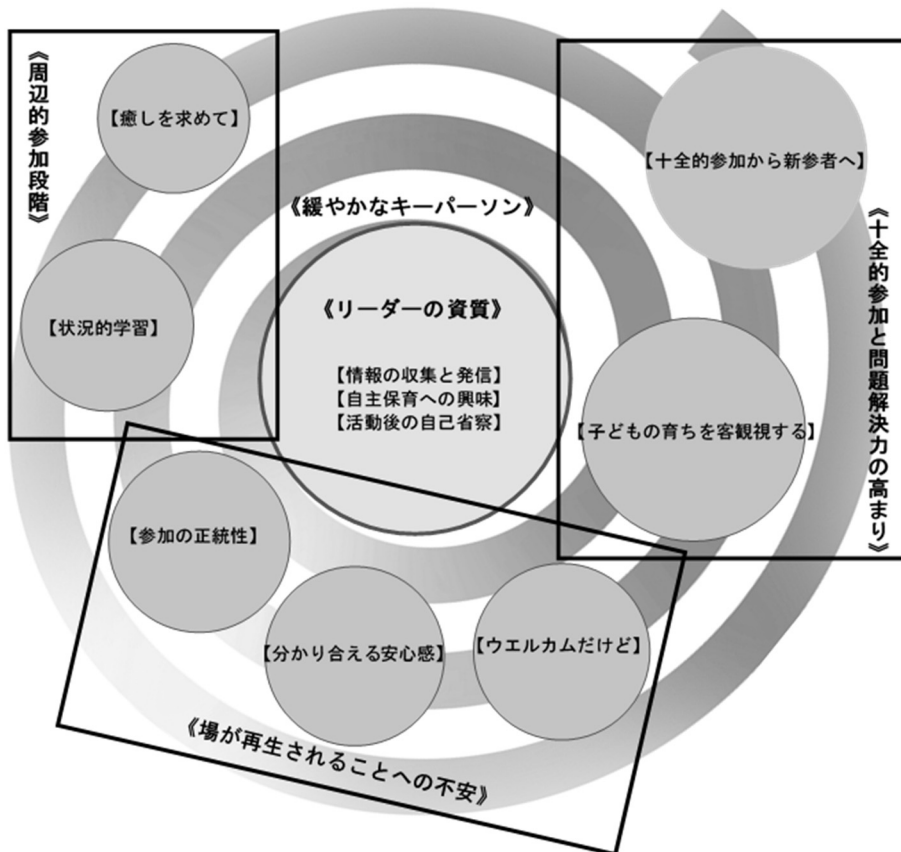 《周辺的参加段階》
【癒しを求めて】
【状況的学習】
《緩やかなキーパーソン》
《リーダーの資質》
【情報の収集と発信】
【自主保育への興味】
【活動後の自己省察】
【十全的参加から新参者へ】
【子どもの育ちを客観視する】
《十全的参加と問題解決力の高まり》
【参加の正統性】
【分かり合える安心感】
【ウエルカムだけど】
《場が再生されることへの不安》